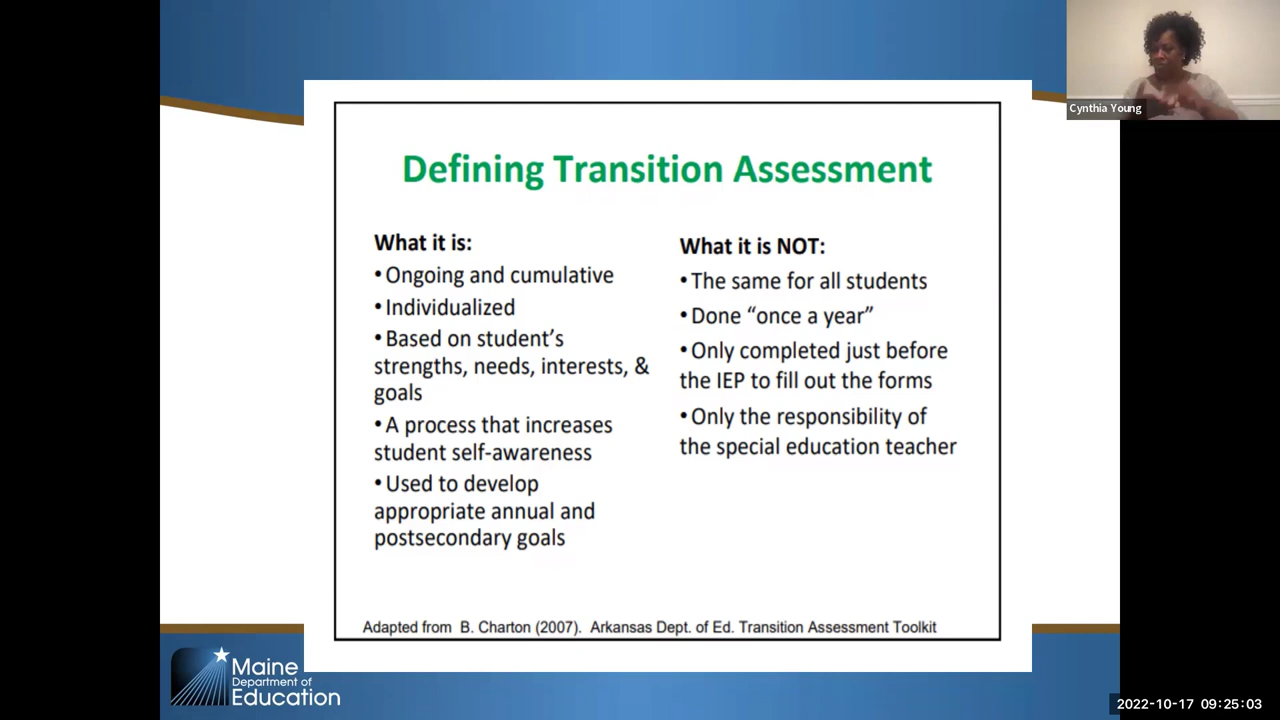 Cynthia Young
Defining Transition Assessment
What it is:
•Ongoing and cumulative
•Individualized
•Based on student’s
strengths, needs, interests, &
goals
•A process that increases
student self-awareness
•Used to develop
appropriate annual and
postsecondary goals
What it is NOT:
•The same for all students
•Done “once a year”
•Only completed just before
the IEP to fill out the forms
•Only the responsibility of
the special education teacher
Adapted from B. Charton (2007). Arkansas Dept. of Ed. Transition Assessment Toolkit
Maine
Department of
Education
2022-10-17 09:25:03